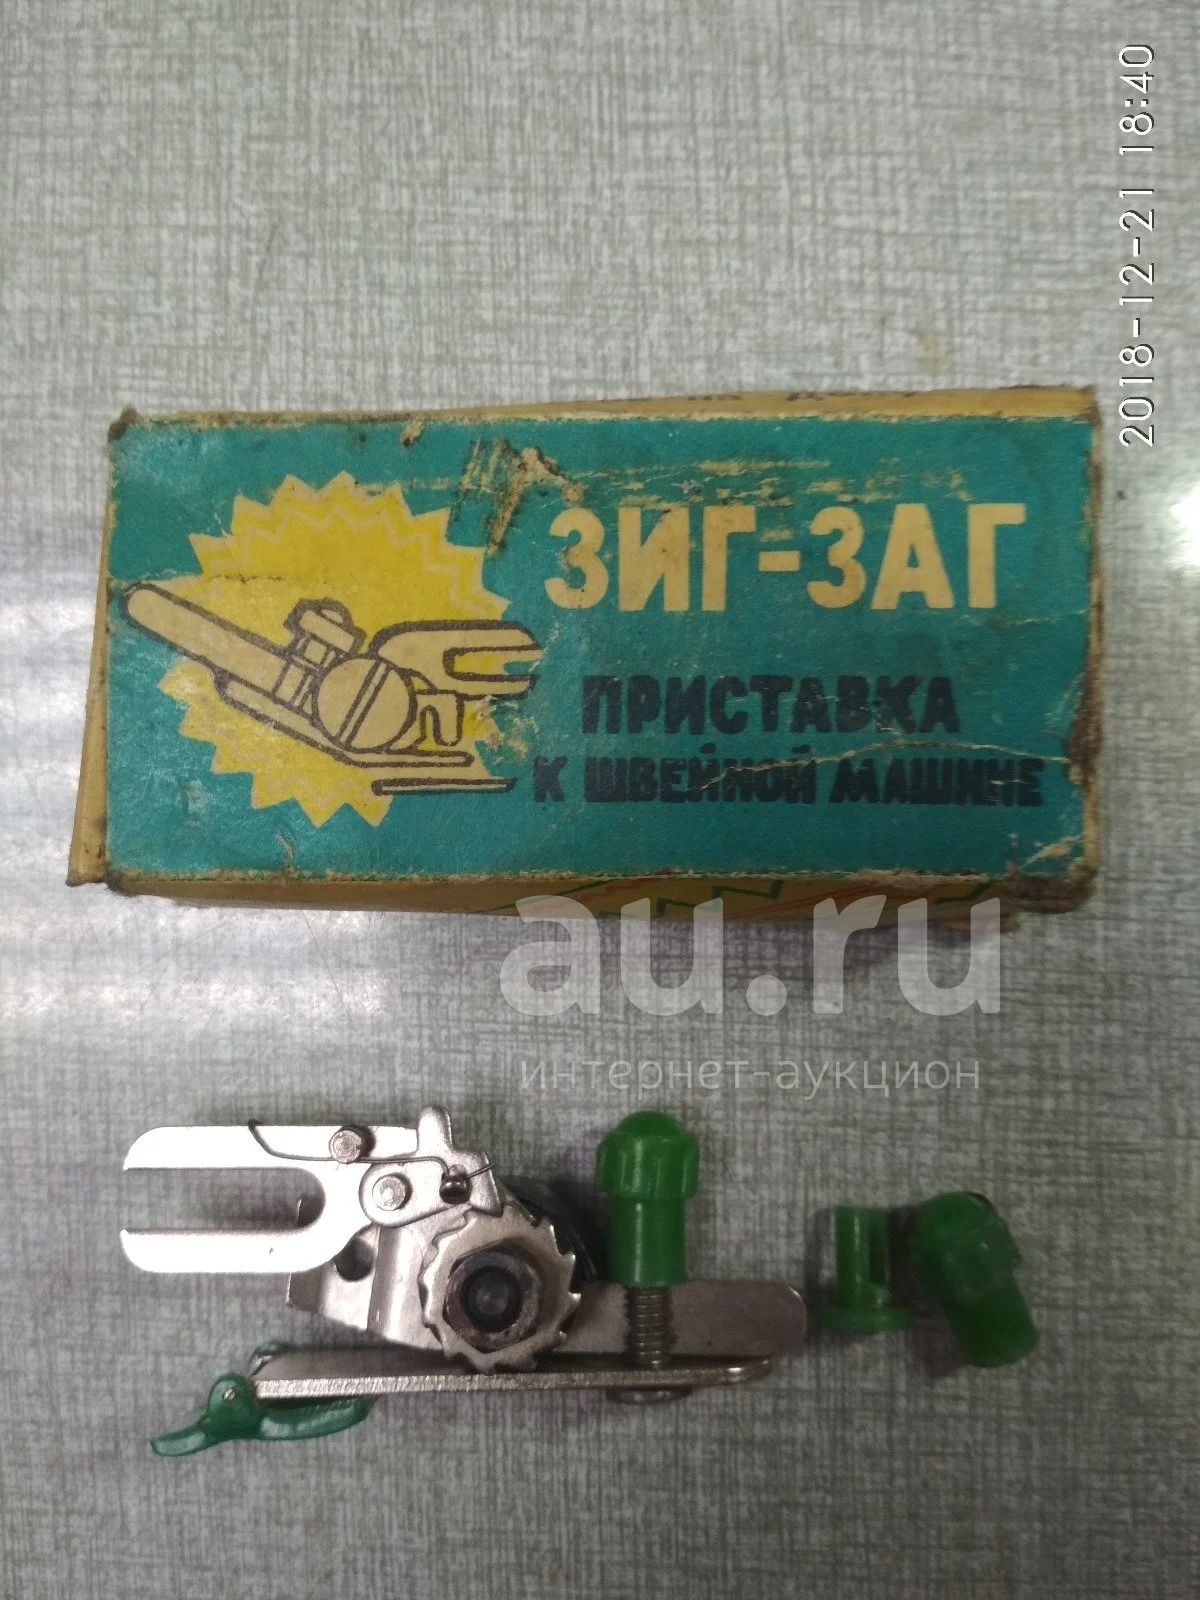 2018-12-21 18:40
ЗИГ-ЗАГ
ПРИСТАВКА
К ШВЕЙНОЙ МАШИНЕ
au.ru
интернет-аукцион